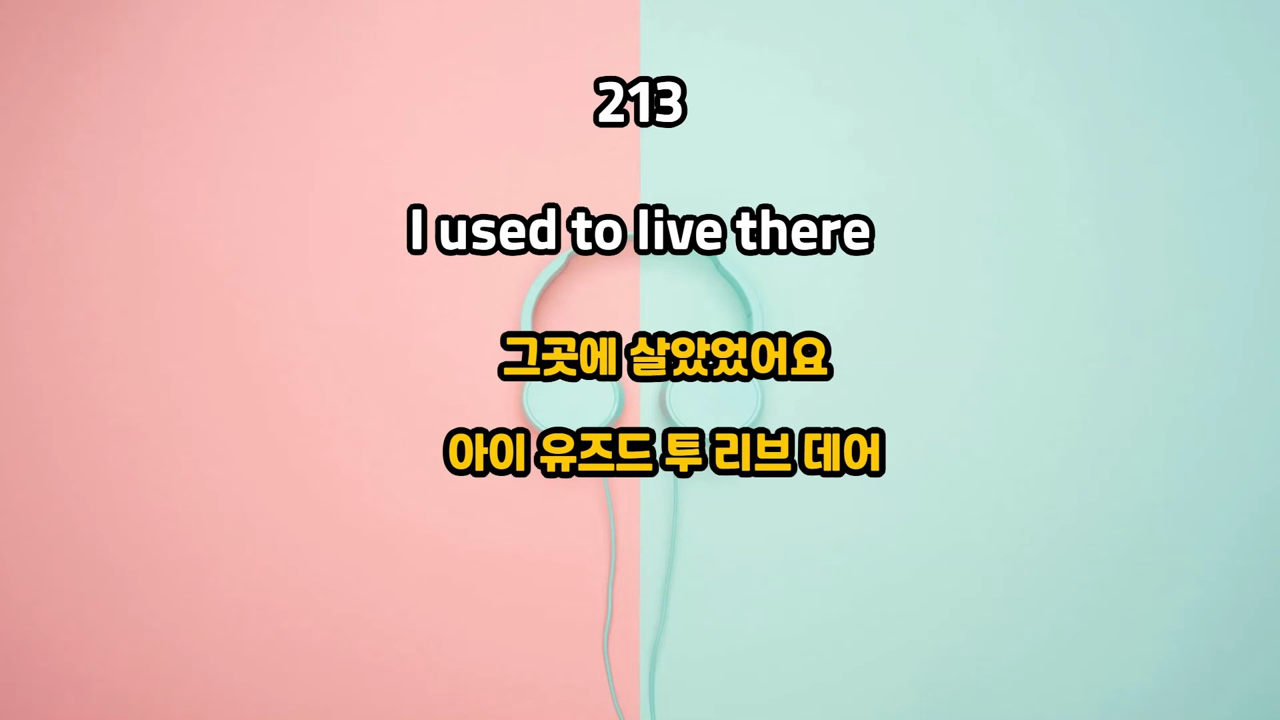 213
I used to live there
그곳에 살았었어요
아이 유즈드 투 리브 데어